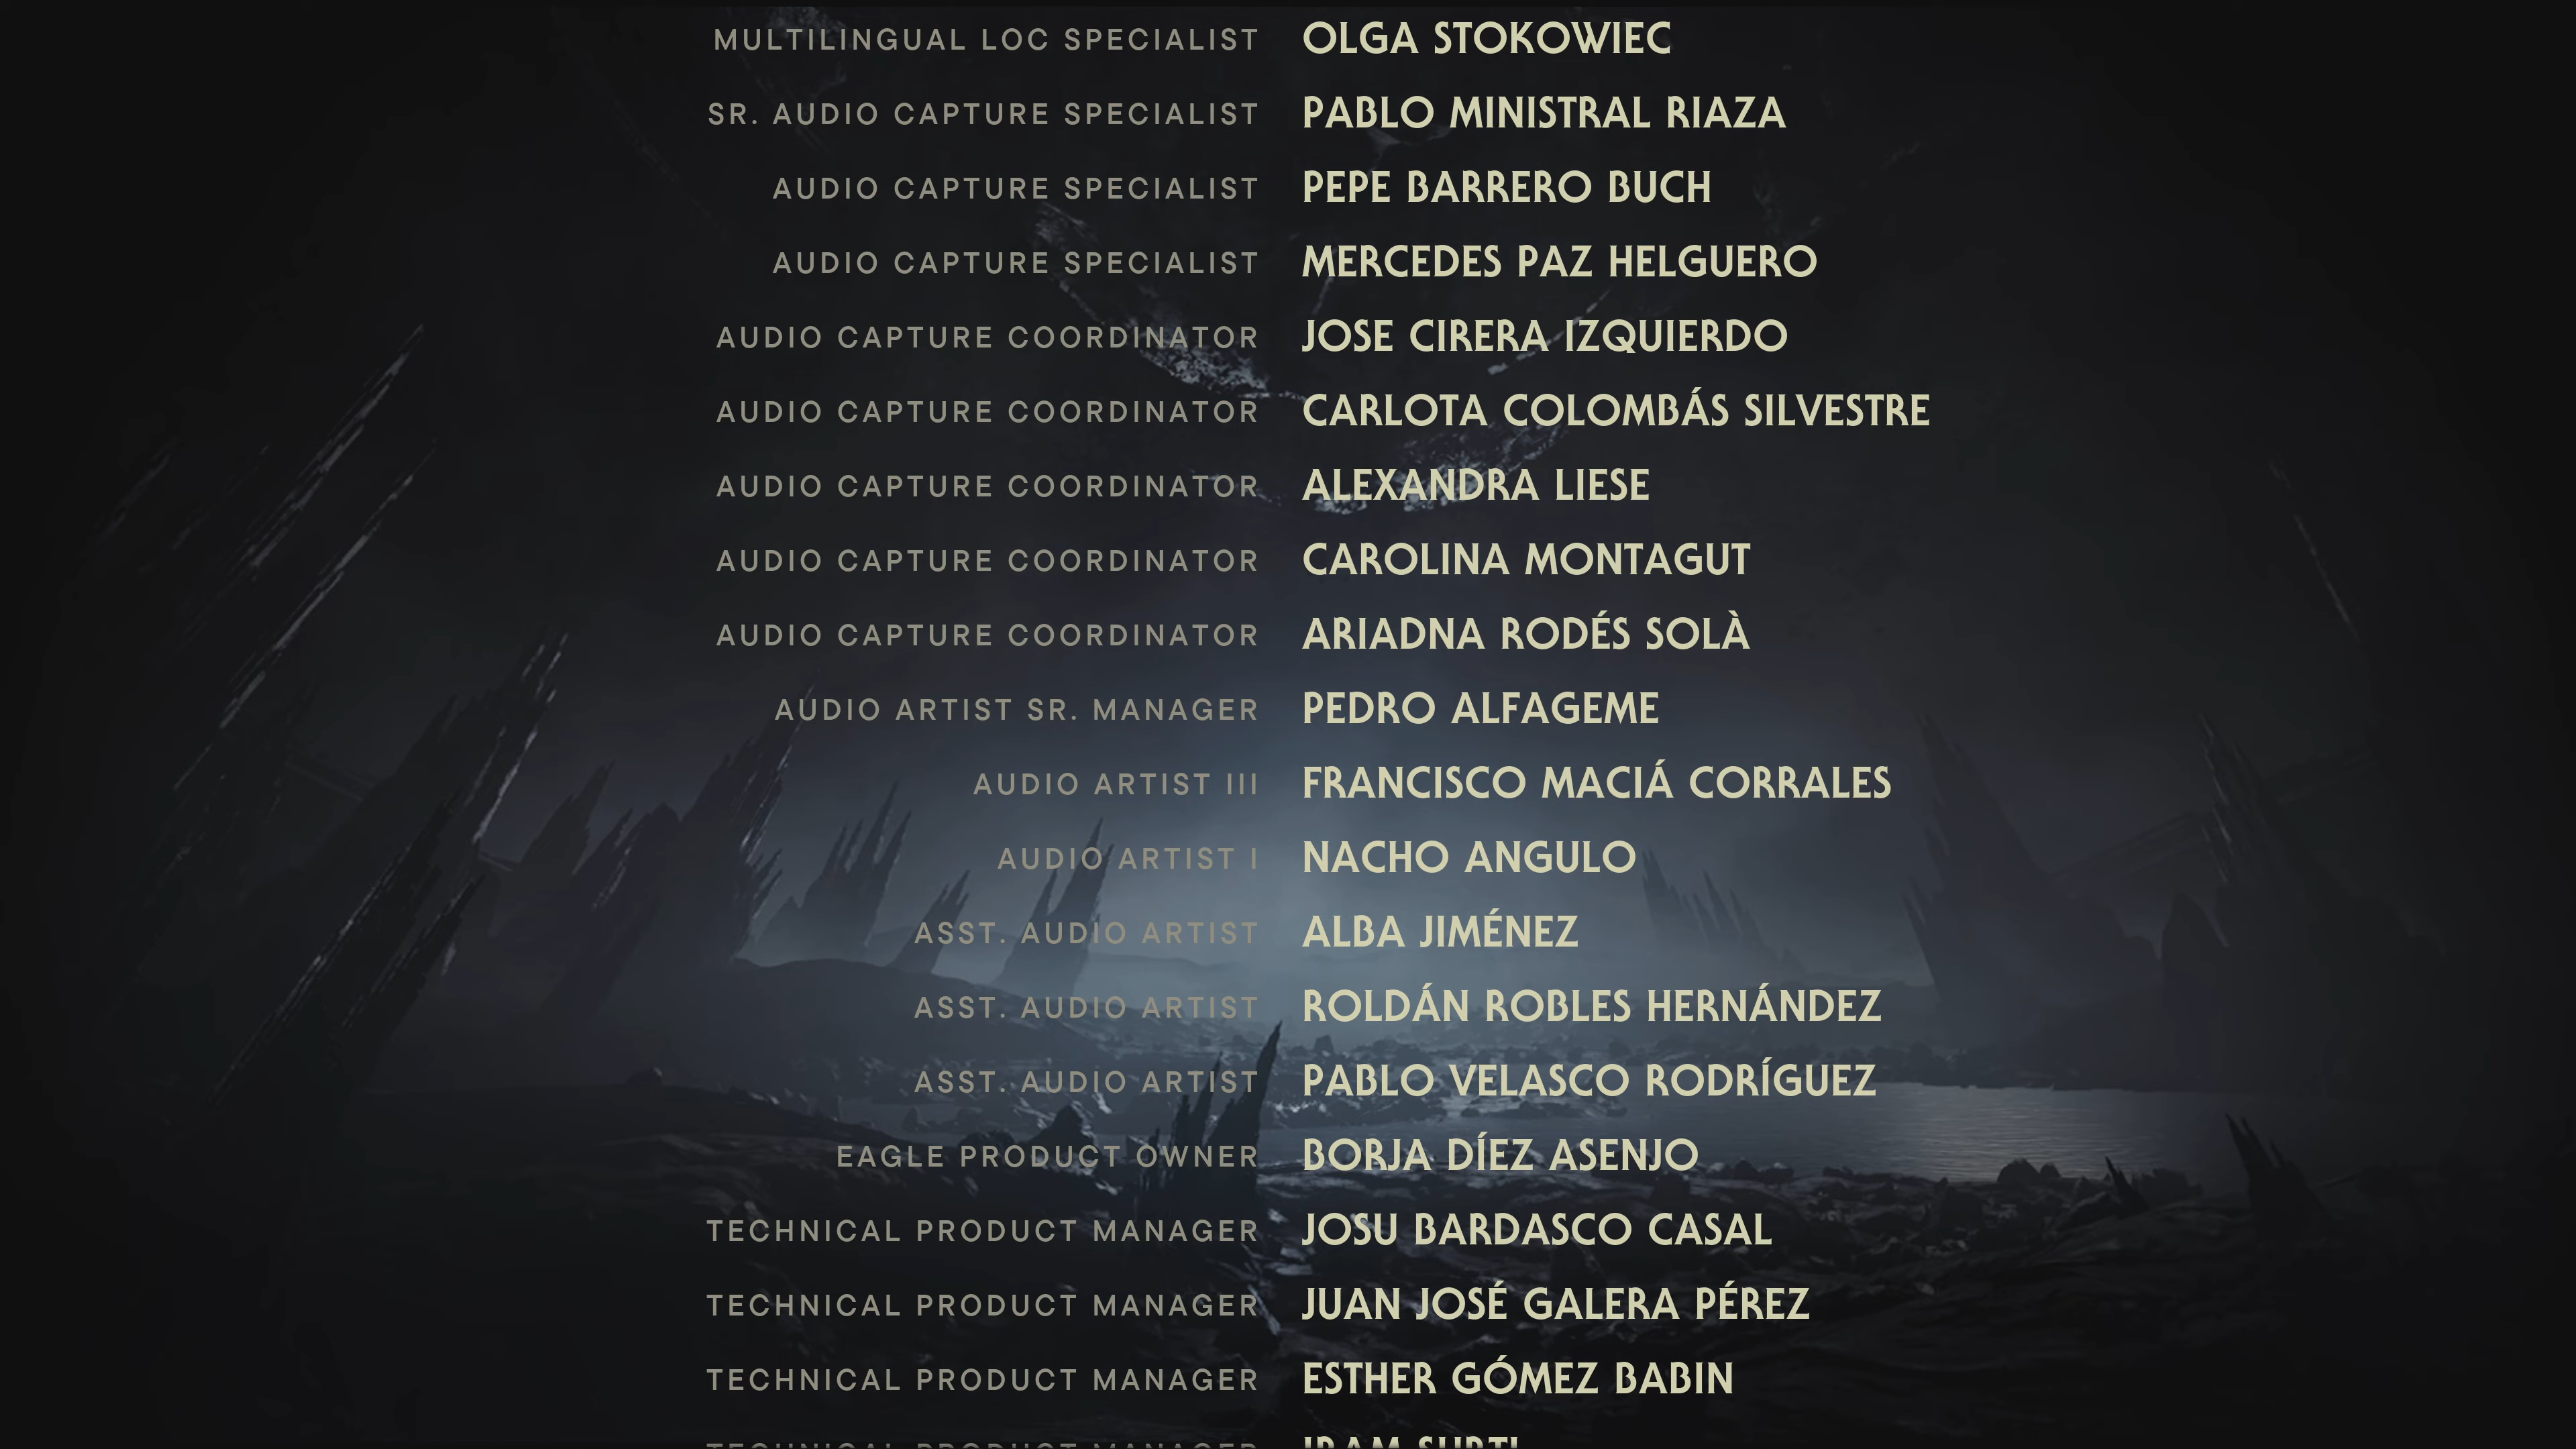 MULTILINGUAL LOC SPECIALIST OLGA STOKOWIEC
SR. AUDIO CAPTURE SPECIALIST PABLO MINISTRAL RIAZA
AUDIO CAPTURE SPECIALIST PEPE BARRERO BUCH
AUDIO CAPTURE SPECIALIST MERCEDES PAZ HELGUERO
AUDIO CAPTURE COORDINATOR JOSE CIRERA IZQUIERDO
AUDIO CAPTURE COORDINATOR CARLOTA COLOMBÁS SILVESTRE
AUDIO CAPTURE COORDINATOR ALEXANDRA LIESE
AUDIO CAPTURE COORDINATOR CAROLINA MONTAGUT
AUDIO CAPTURE COORDINATOR ARIADNA RODÉS SOLÀ
AUDIO ARTIST SR. MANAGER PEDRO ALFAGEME
AUDIO ARTIST III FRANCISCO MACIÁ CORRALES
AUDIO ARTIST I NACHO ANGULO
ASST. AUDIO ARTIST ALBA JIMÉNEZ
ASST. AUDIO ARTIST ROLDÁN ROBLES HERNÁNDEZ
ASST. AUDIO ARTIST PABLO VELASCO RODRÍGUEZ
EAGLE PRODUCT OWNER BORJA DÍEZ ASENJO
TECHNICAL PRODUCT MANAGER JOSU BARDASCO CASAL
TECHNICAL PRODUCT MANAGER JUAN JOSÉ GALERA PÉREZ
TECHNICAL PRODUCT MANAGER ESTHER GÓMEZ BABIN
TECHNICAL PRODUCT MANAGER